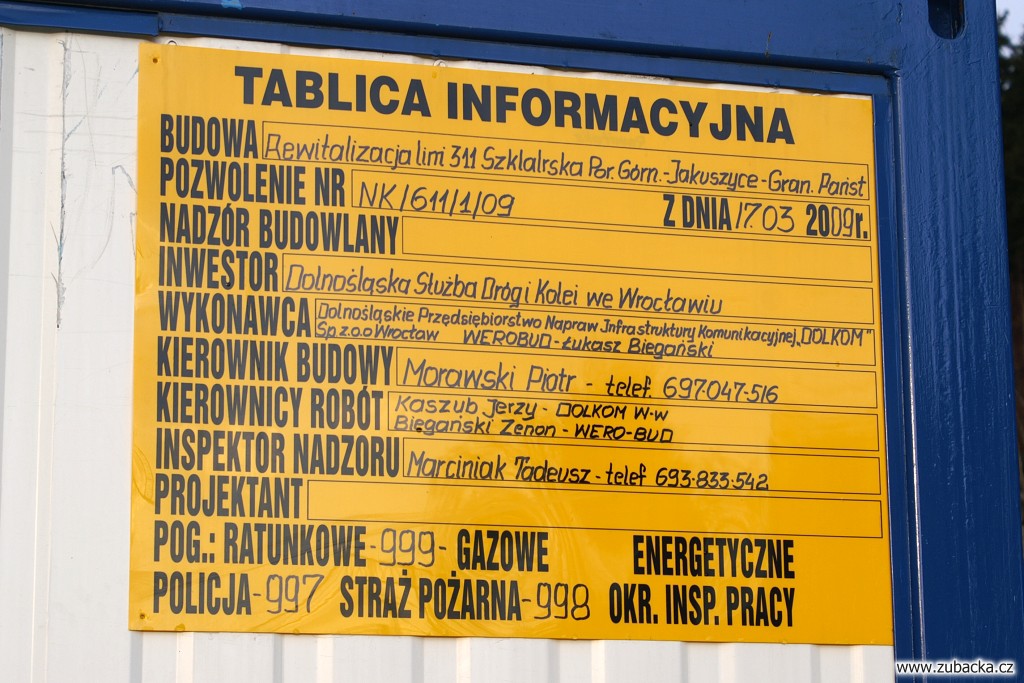 TABLICA INFORMACYJNA
BUDOWA Rewitalizacja lini 311 Szklarska Por. Górn.-Jakuszyce-Gran. Państ
POZWOLENIE NR NK/611/1/09 Z DNIA 17.03 2009r.
NADZÓR BUDOWLANY
INWESTOR Dolnośląska Służba Dróg i Kolei we Wrocławiu
WYKONAWCA Dolnośląskie Przedsiębiorstwo Napraw Jnfrastruktury Komunikacyjnej „DOLKOM"
Sp z.o.o Wrocław WEROBUD-Łukasz Biegański
KIEROWNIK BUDOWY Morawski Piotr - telef. 697-047-516
KIEROWNICY ROBÓT Kaszub Jerzy - DOLKOM W-w
Biegański Zenon - WERO-BUD
INSPEKTOR NADZORU Marciniak Tadeusz - telef 693-833-542
PROJEKTANT
POG.: RATUNKOWE -999- GAZOWE ENERGETYCZNE
POLICJA -997 STRAŻ POŻARNA -998 OKR. INSP. PRACY
www.zubacka.cz